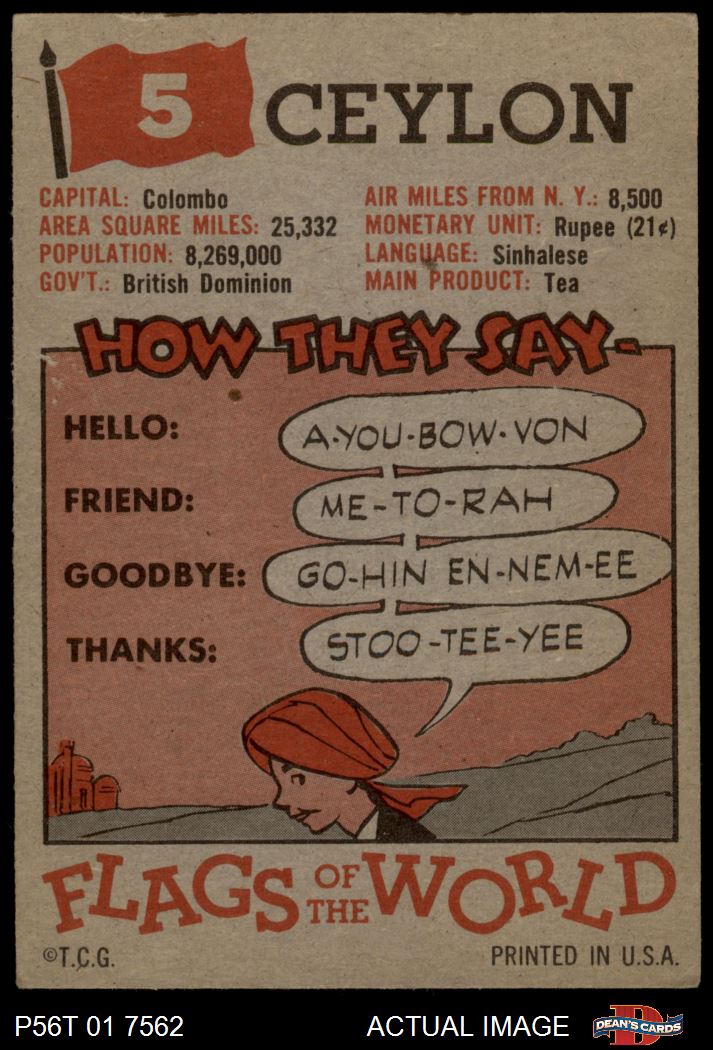 5 CEYLON
CAPITAL: Colombo
AREA SQUARE MILES: 25,332
POPULATION: 8,269,000
GOV'T.: British Dominion
AIR MILES FROM N. Y.: 8,500
MONETARY UNIT: Rupee (21¢)
LANGUAGE: Sinhalese
MAIN PRODUCT: Tea
HOW THEY SAY-
HELLO: A-YOU-BOW-VON
FRIEND: ME-TO-RAH
GOODBYE: GO-HIN EN-NEM-EE
THANKS: STOO-TEE-YEE
FLAGS OF THE WORLD
©T.C.G. PRINTED IN U.S.A.
P56T 01 7562 ACTUAL IMAGE D DEAN'S CARDS